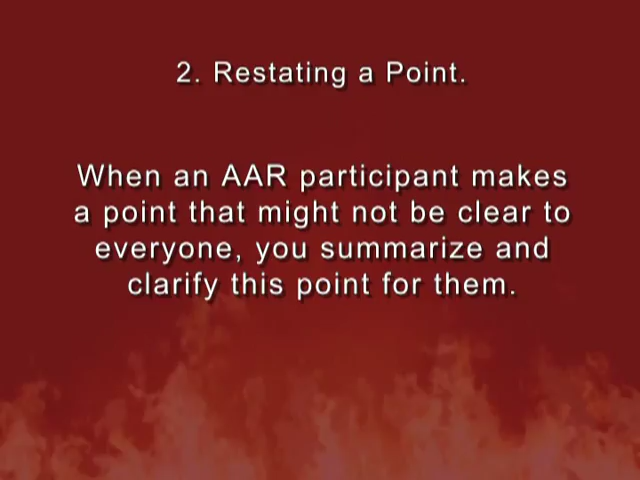 2. Restating a Point.
When an AAR participant makes
a point that might not be clear to
everyone, you summarize and
clarify this point for them.